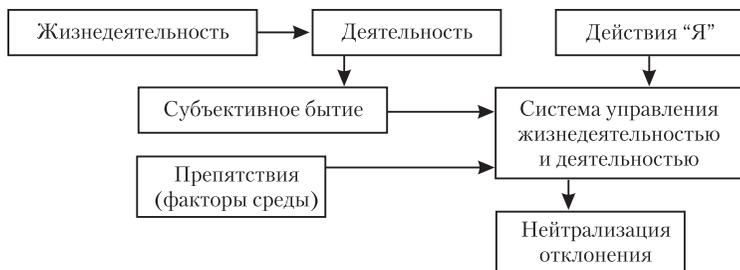 Жизнедеятельность
Деятельность
Действия “Я”
Субъективное бытие
Система управления
жизнедеятельностью
и деятельностью
Препятствия
(факторы среды)
Нейтрализация
отклонения